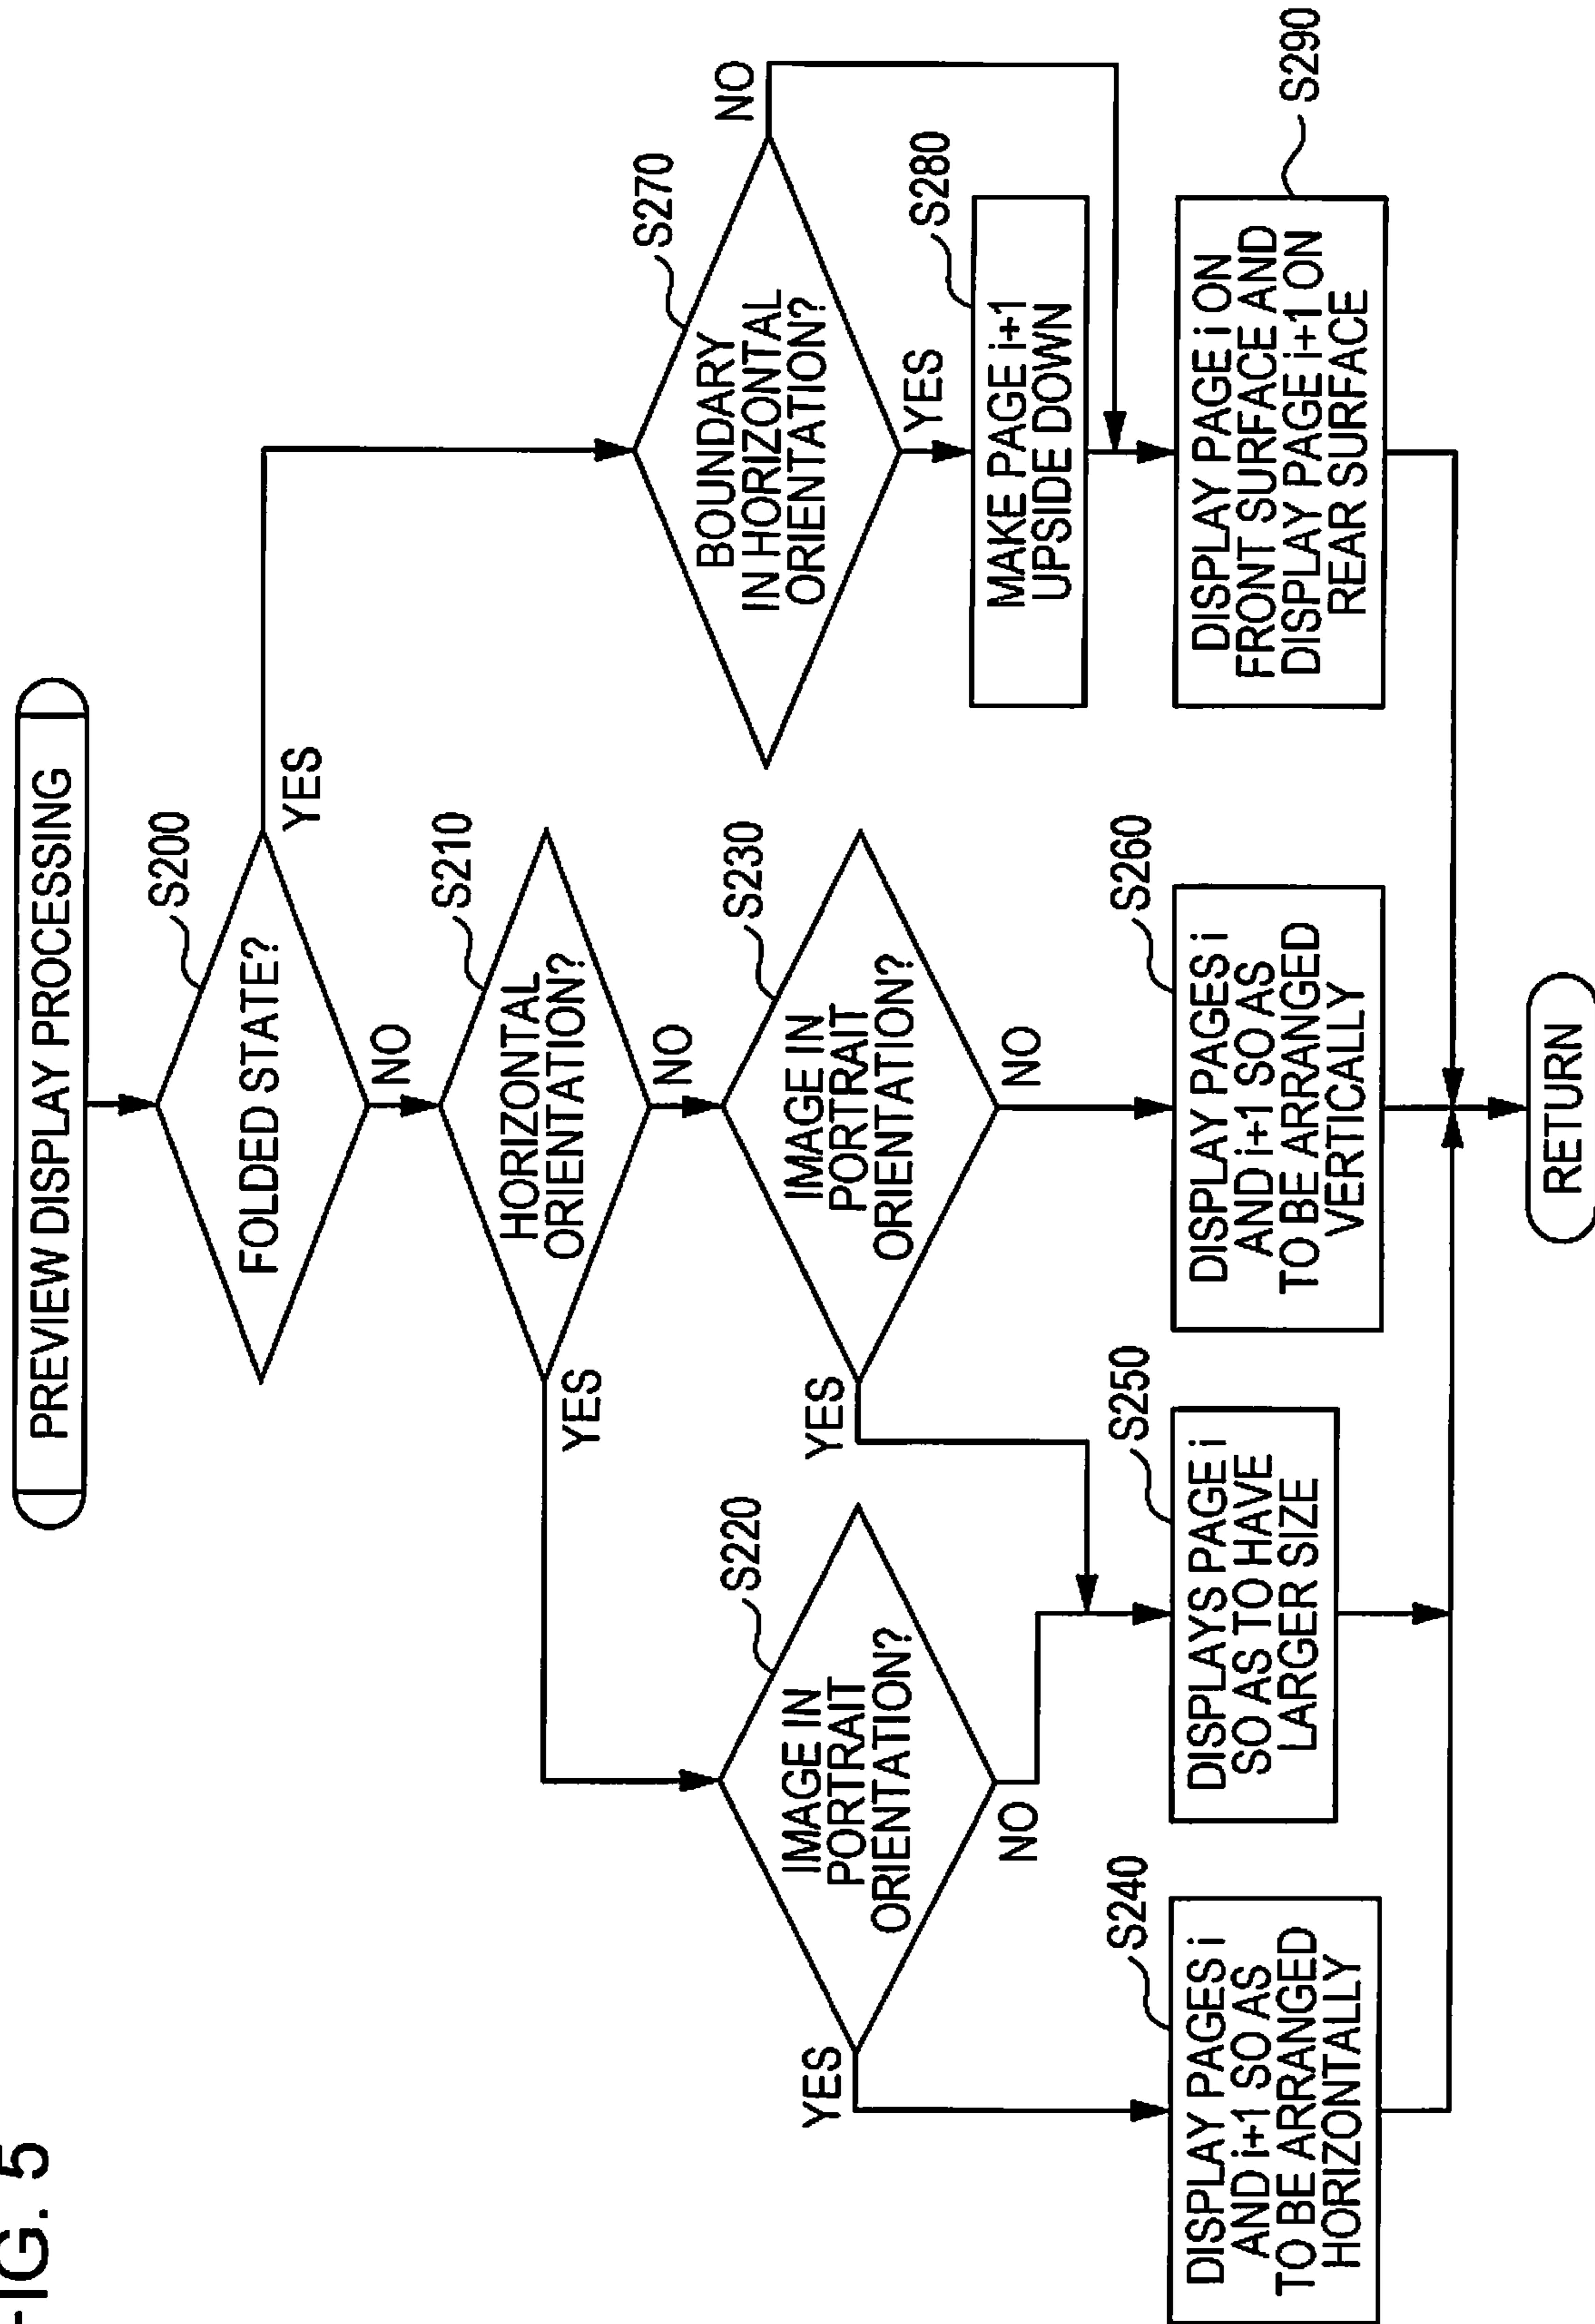 FIG. 5
PREVIEW DISPLAY PROCESSING
S200
FOLDED STATE?
YES
NO
S210
HORIZONTAL
ORIENTATION?
YES
NO
S220
IMAGE IN
PORTRAIT
ORIENTATION?
YES
NO
S230
IMAGE IN
PORTRAIT
ORIENTATION?
YES
NO
S270
BOUNDARY
IN HORIZONTAL
ORIENTATION?
NO
YES
S280
MAKE PAGE i+1
UPSIDE DOWN
S240
DISPLAY PAGES i
AND i+1 SO AS
TO BE ARRANGED
HORIZONTALLY
S250
DISPLAYS PAGE i
SO AS TO HAVE
LARGER SIZE
S260
DISPLAY PAGES i
AND i+1 SO AS
TO BE ARRANGED
VERTICALLY
S290
DISPLAY PAGE i ON
FRONT SURFACE AND
DISPLAY PAGE i+1 ON
REAR SURFACE
RETURN